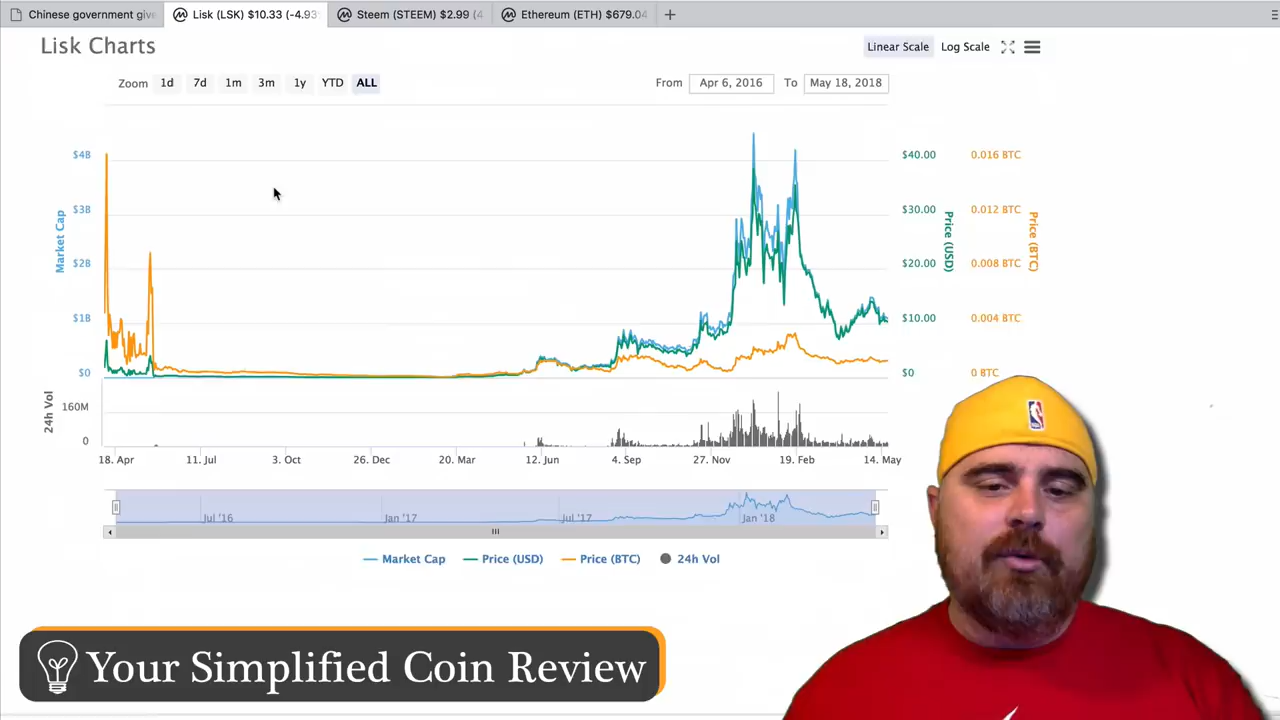 Chinese government giv
Lisk (LSK) $10.33 (-4.93
Steem (STEEM) $2.99 (4
Ethereum (ETH) $679.04
Lisk Charts
Linear Scale
Log Scale
Zoom 1d 7d 1m 3m 1y YTD ALL
From Apr 6, 2016 To May 18, 2018
$4B
$3B
$2B
$1B
$0
Market Cap
$40.00
$30.00
$20.00
$10.00
$0
Price (USD)
0.016 BTC
0.012 BTC
0.008 BTC
0.004 BTC
0 BTC
Price (BTC)
24h Vol
160M
0
18. Apr 11. Jul 3. Oct 26. Dec 20. Mar 12. Jun 4. Sep 27. Nov 19. Feb 14. May
Jul '16 Jan '17 Jul '17 Jan '18
Market Cap Price (USD) Price (BTC) 24h Vol
Your Simplified Coin Review